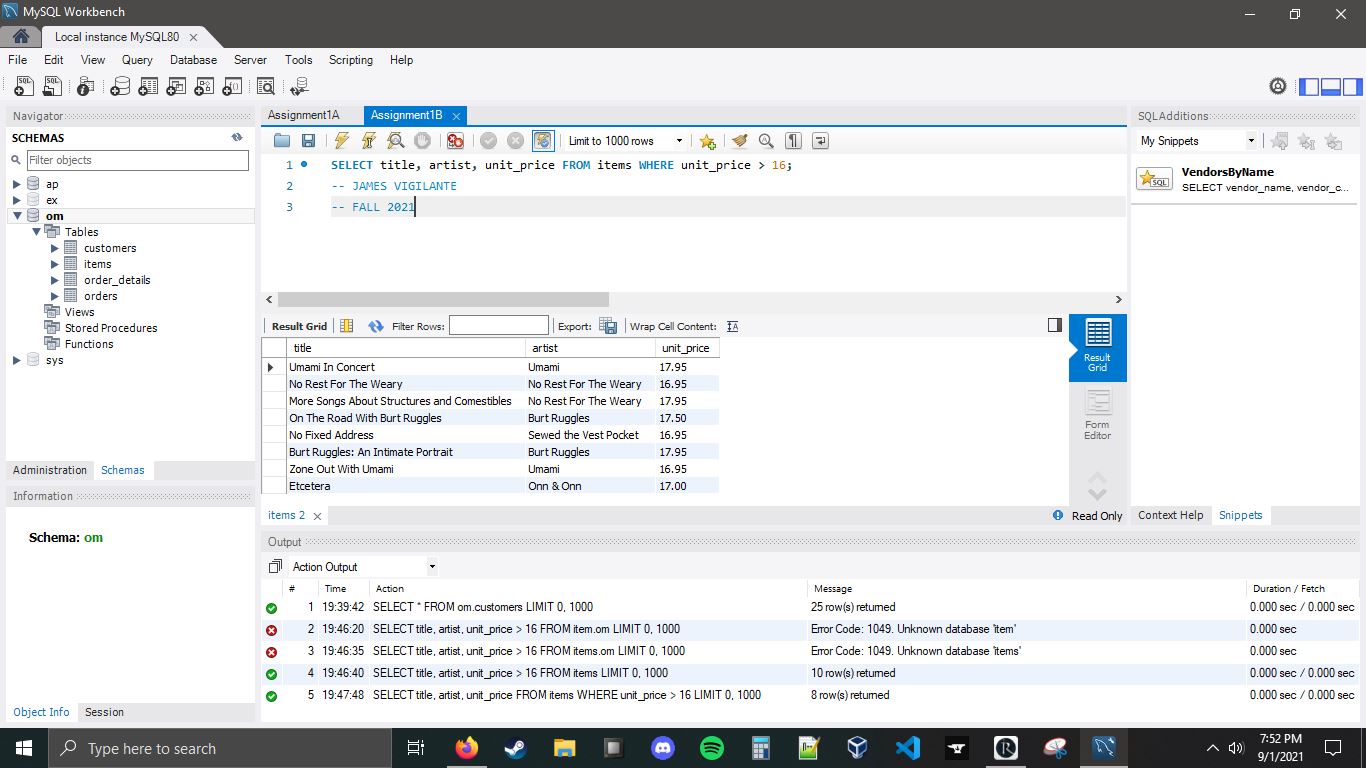 MySQL Workbench
Local instance MySQL80
File Edit View Query Database Server Tools Scripting Help
Navigator
SCHEMAS
Filter objects
ap
ex
om
Tables
customers
items
order_details
orders
Views
Stored Procedures
Functions
sys
Administration Schemas
Information
Schema: om
Object Info Session
Assignment1A Assignment1B
Limit to 1000 rows
1 SELECT title, artist, unit_price FROM items WHERE unit_price > 16;
2 -- JAMES VIGILANTE
3 -- FALL 2021
Result Grid Filter Rows: Export: Wrap Cell Content:
title artist unit_price
Umami In Concert Umami 17.95
No Rest For The Weary No Rest For The Weary 16.95
More Songs About Structures and Comestibles No Rest For The Weary 17.95
On The Road With Burt Ruggles Burt Ruggles 17.50
No Fixed Address Sewed the Vest Pocket 16.95
Burt Ruggles: An Intimate Portrait Burt Ruggles 17.95
Zone Out With Umami Umami 16.95
Etcetera Onn & Onn 17.00
Result
Grid
Form
Editor
items 2 Read Only
SQLAdditions
My Snippets
SQL VendorsByName
SELECT vendor_name, vendor_c...
Context Help Snippets
Output
Action Output
# Time Action Message Duration / Fetch
1 19:39:42 SELECT * FROM om.customers LIMIT 0, 1000 25 row(s) returned 0.000 sec / 0.000 sec
2 19:46:20 SELECT title, artist, unit_price > 16 FROM item.om LIMIT 0, 1000 Error Code: 1049. Unknown database 'item' 0.000 sec
3 19:46:35 SELECT title, artist, unit_price > 16 FROM items.om LIMIT 0, 1000 Error Code: 1049. Unknown database 'items' 0.000 sec
4 19:46:40 SELECT title, artist, unit_price > 16 FROM items LIMIT 0, 1000 10 row(s) returned 0.000 sec / 0.000 sec
5 19:47:48 SELECT title, artist, unit_price FROM items WHERE unit_price > 16 LIMIT 0, 1000 8 row(s) returned 0.000 sec / 0.000 sec
Type here to search
7:52 PM
9/1/2021